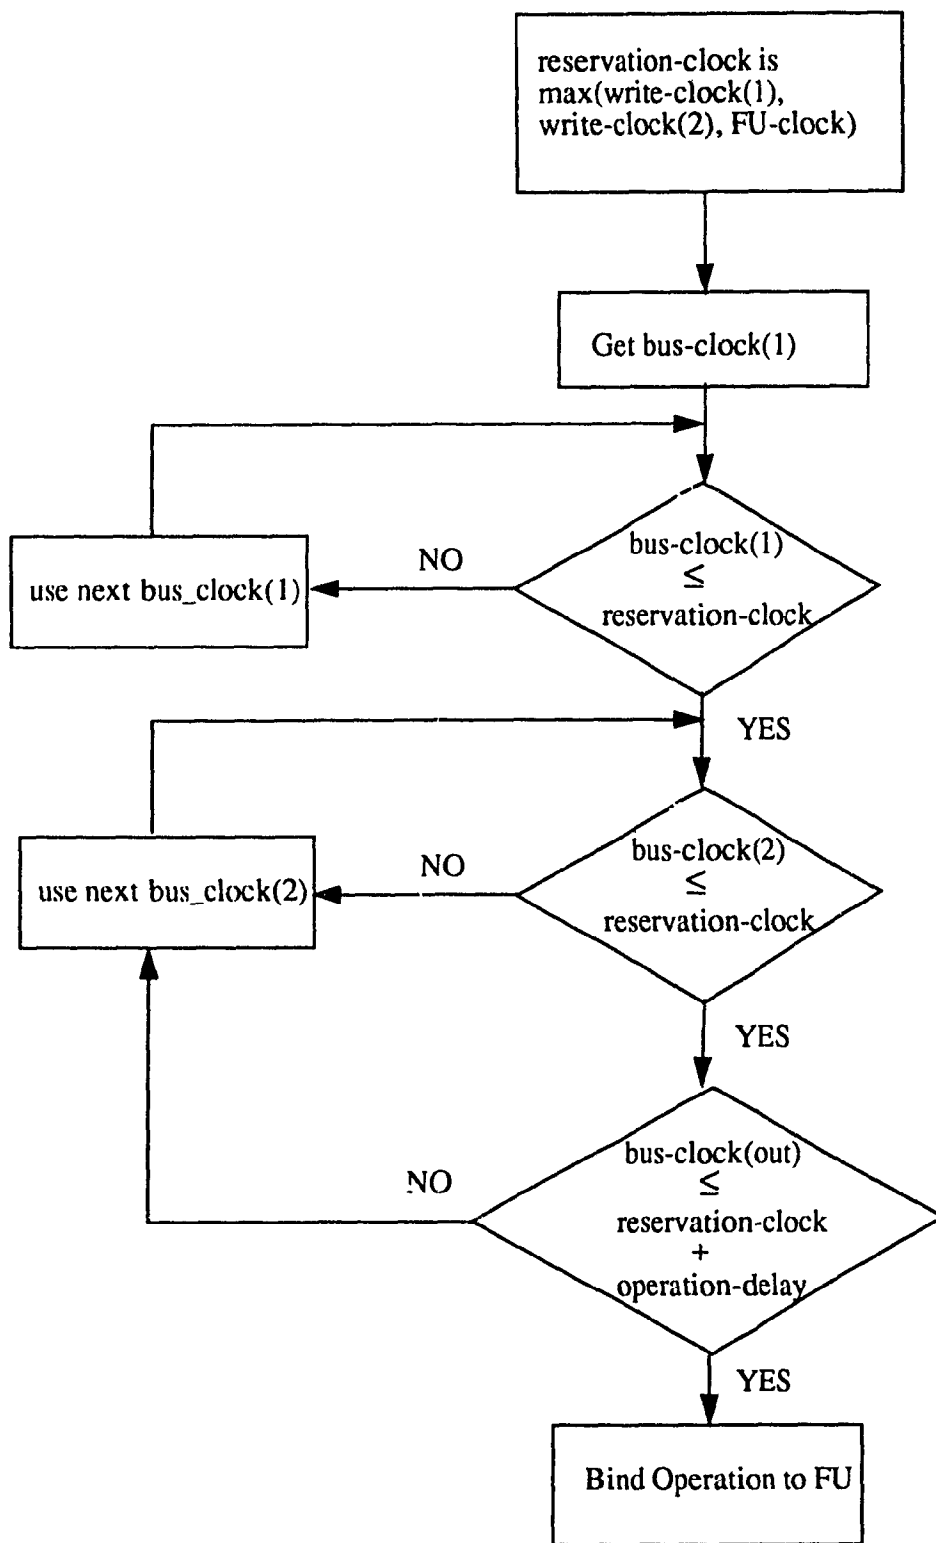 reservation-clock is
max(write-clock(1),
write-clock(2), FU-clock)
Get bus-clock(1)
bus-clock(1)
≤
reservation-clock
NO
use next bus_clock(1)
YES
bus-clock(2)
≤
reservation-clock
NO
use next bus_clock(2)
YES
bus-clock(out)
≤
reservation-clock
+
operation-delay
NO
YES
Bind Operation to FU